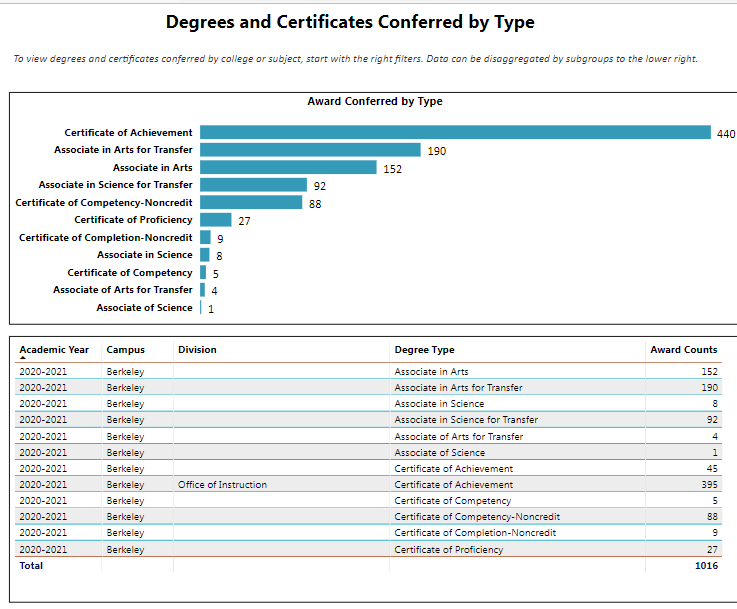 Degrees and Certificates Conferred by Type
To view degrees and certificates conferred by college or subject, start with the right filters. Data can be disaggregated by subgroups to the lower right.
Award Conferred by Type
Certificate of Achievement 440
Associate in Arts for Transfer 190
Associate in Arts 152
Associate in Science for Transfer 92
Certificate of Competency-Noncredit 88
Certificate of Proficiency 27
Certificate of Completion-Noncredit 9
Associate in Science 8
Certificate of Competency 5
Associate of Arts for Transfer 4
Associate of Science 1
Academic Year Campus Division Degree Type Award Counts
2020-2021 Berkeley Associate in Arts 152
2020-2021 Berkeley Associate in Arts for Transfer 190
2020-2021 Berkeley Associate in Science 8
2020-2021 Berkeley Associate in Science for Transfer 92
2020-2021 Berkeley Associate of Arts for Transfer 4
2020-2021 Berkeley Associate of Science 1
2020-2021 Berkeley Certificate of Achievement 45
2020-2021 Berkeley Office of Instruction Certificate of Achievement 395
2020-2021 Berkeley Certificate of Competency 5
2020-2021 Berkeley Certificate of Competency-Noncredit 88
2020-2021 Berkeley Certificate of Completion-Noncredit 9
2020-2021 Berkeley Certificate of Proficiency 27
Total 1016